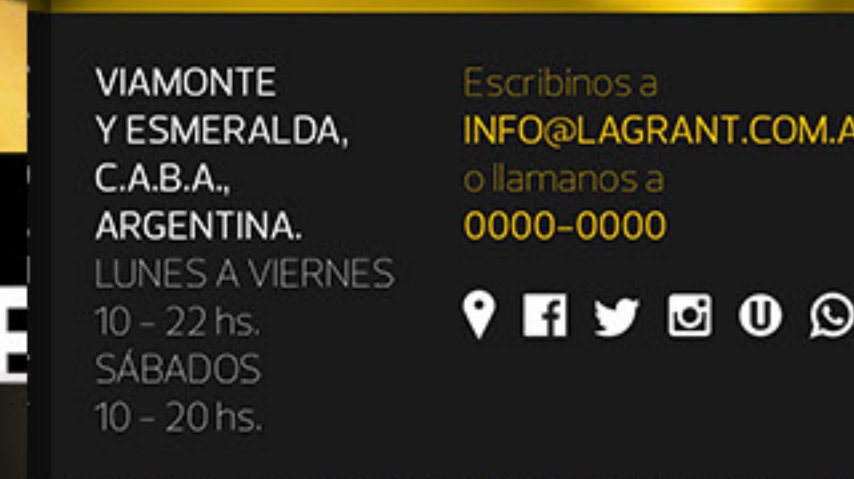 VIAMONTE
Y ESMERALDA,
C.A.B.A.,
ARGENTINA.
LUNES A VIERNES
10 - 22 hs.
SÁBADOS
10 - 20 hs.
Escribinos a
INFO@LAGRANT.COM.A
o llamanos a
0000-0000